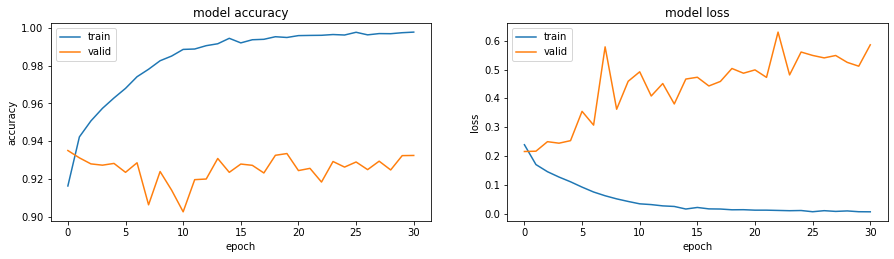 model accuracy
train
valid
1.00
0.98
0.96
0.94
0.92
0.90
accuracy
0
5
10
15
20
25
30
epoch
model loss
train
valid
0.6
0.5
0.4
0.3
0.2
0.1
0.0
loss
0
5
10
15
20
25
30
epoch